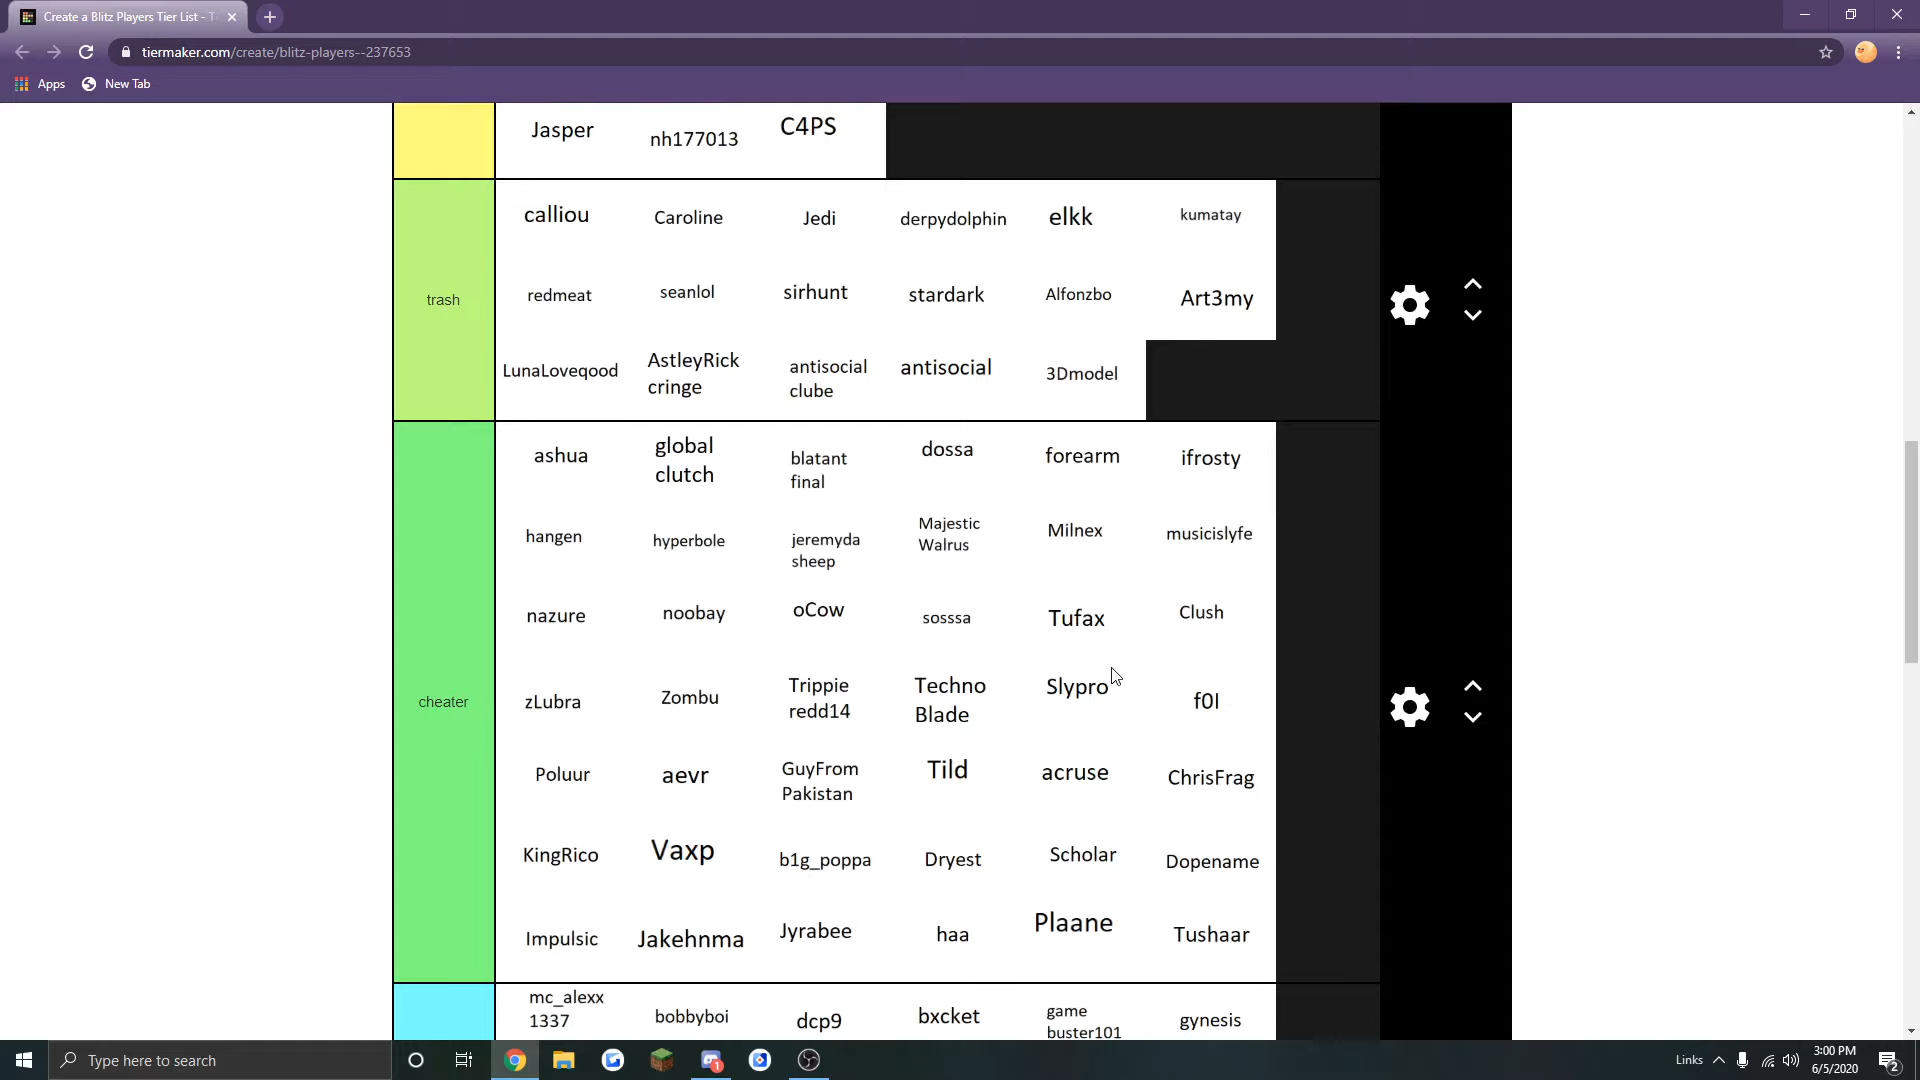 Create a Blitz Players Tier List - T
tiermaker.com/create/blitz-players--237653
Apps
New Tab
Jasper
nh177013
C4PS
trash
calliou
Caroline
Jedi
derpydolphin
elkk
kumatay
redmeat
seanlol
sirhunt
stardark
Alfonzbo
Art3my
LunaLoveqood
AstleyRick
cringe
antisocial
clube
antisocial
3Dmodel
cheater
ashua
global
clutch
blatant
final
dossa
forearm
ifrosty
hangen
hyperbole
jeremyda
sheep
Majestic
Walrus
Milnex
musicislyfe
nazure
noobay
oCow
sosssa
Tufax
Clush
zLubra
Zombu
Trippie
redd14
Techno
Blade
Slypro
f0l
Poluur
aevr
GuyFrom
Pakistan
Tild
acruse
ChrisFrag
KingRico
Vaxp
b1g_poppa
Dryest
Scholar
Dopename
Impulsic
Jakehnma
Jyrabee
haa
Plaane
Tushaar
mc_alexx
1337
bobbyboi
dcp9
bxcket
game
buster101
gynesis
Type here to search
1
Links
3:00 PM
6/5/2020
2